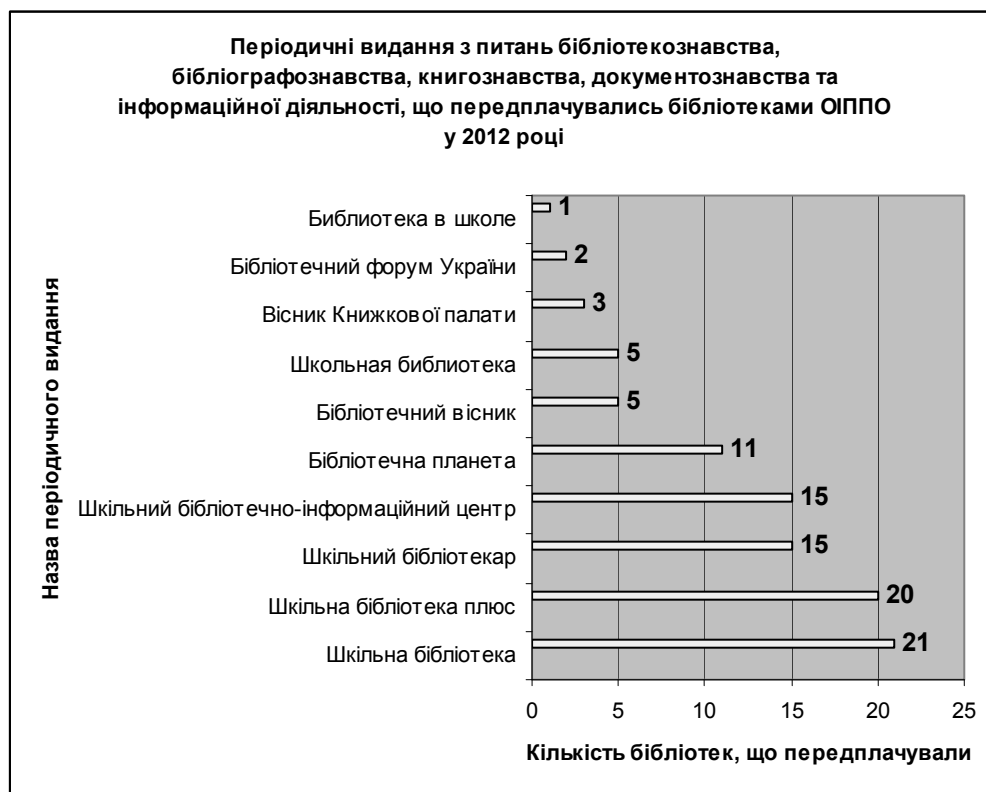 Періодичні видання з питань бібліотекознавства,
бібліографознавства, книгознавства, документознавства та
інформаційної діяльності, що передплачувались бібліотеками ОІППО
у 2012 році
Назва періодичного видання
Библиотека в школе
1
Бібліотечний форум України
2
Вісник Книжкової палати
3
Школьная библиотека
5
Бібліотечний вісник
5
Бібліотечна планета
11
Шкільний бібліотечно-інформаційний центр
15
Шкільний бібліотекар
15
Шкільна бібліотека плюс
20
Шкільна бібліотека
21
0 5 10 15 20 25
Кількість бібліотек, що передплачували